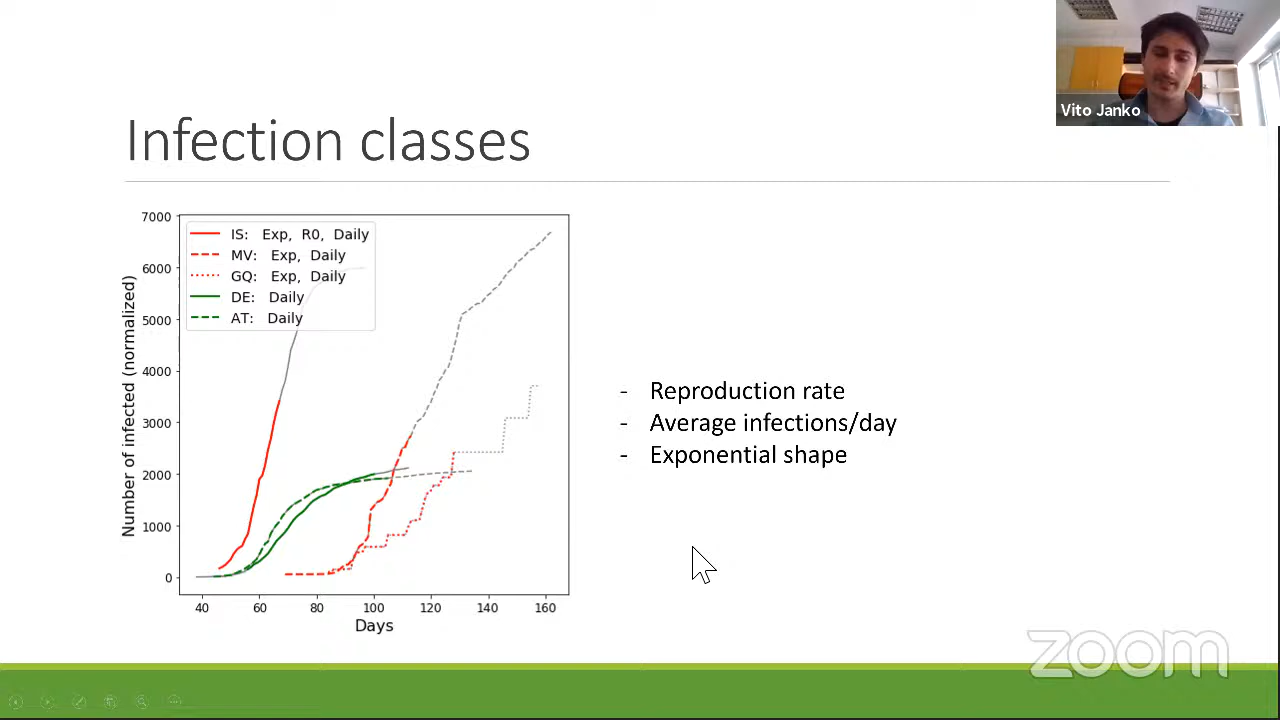 Vito Janko
Infection classes
7000
6000
5000
4000
3000
2000
1000
0
Number of infected (normalized)
IS: Exp, R0, Daily
MV: Exp, Daily
GQ: Exp, Daily
DE: Daily
AT: Daily
40 60 80 100 120 140 160
Days
- Reproduction rate
- Average infections/day
- Exponential shape
zoom